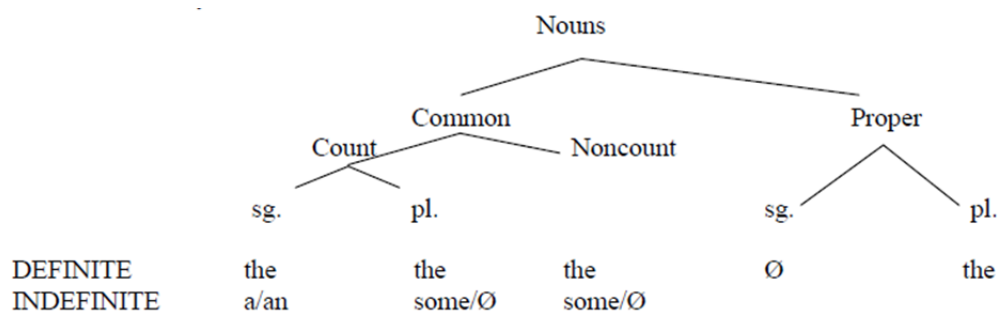 Nouns
Common Proper
Count Noncount
sg. pl. sg. pl.
DEFINITE the the the Ø the
INDEFINITE a/an some/Ø some/Ø